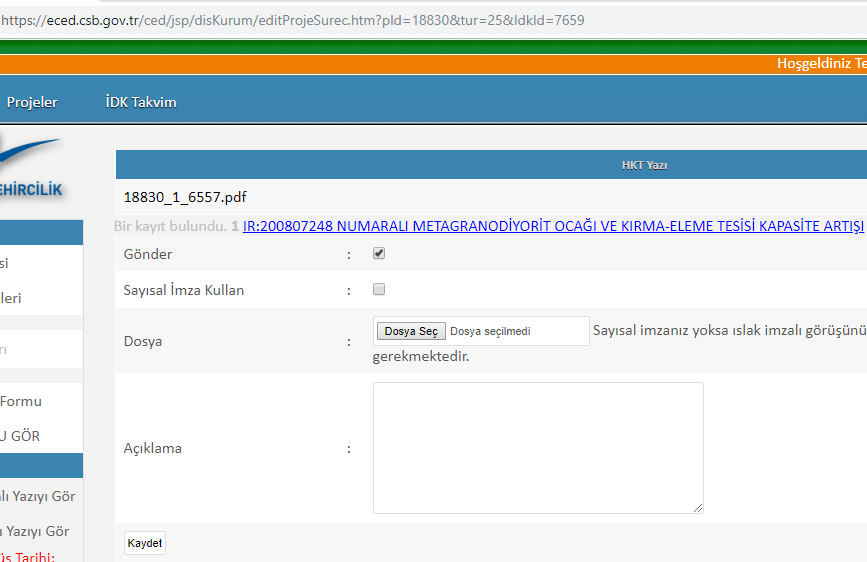 https://eced.csb.gov.tr/ced/jsp/disKurum/editProjeSurec.htm?pId=18830&tur=25&IdkId=7659
Hoşgeldiniz Te
Projeler İDK Takvim
EHİRCİLİK
HKT Yazı
18830_1_6557.pdf
Bir kayıt bulundu. 1 IR:200807248 NUMARALI METAGRANODİYORİT OCAĞI VE KIRMA-ELEME TESİSİ KAPASİTE ARTIŞI
si
Gönder :
leri
Sayısal İmza Kullan :
Dosya : Dosya Seç Dosya seçilmedi Sayısal imzanız yoksa ıslak imzalı görüşünü
gerekmektedir.
rı
Formu
U GÖR
Açıklama :
lı Yazıyı Gör
ı Yazıyı Gör
Kaydet
üş Tarihi: